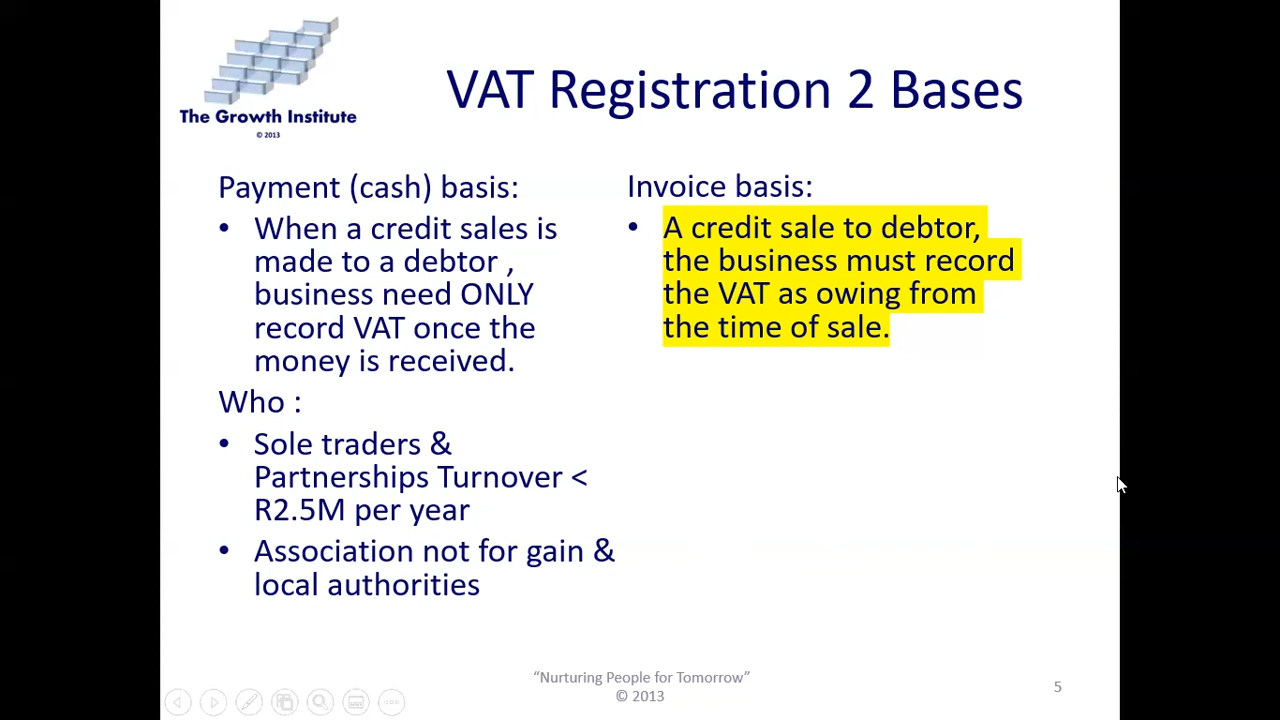 The Growth Institute
© 2013
VAT Registration 2 Bases
Payment (cash) basis:
• When a credit sales is
made to a debtor ,
business need ONLY
record VAT once the
money is received.
Who :
• Sole traders &
Partnerships Turnover <
R2.5M per year
• Association not for gain &
local authorities
Invoice basis:
• A credit sale to debtor,
the business must record
the VAT as owing from
the time of sale.
“Nurturing People for Tomorrow”
© 2013
5